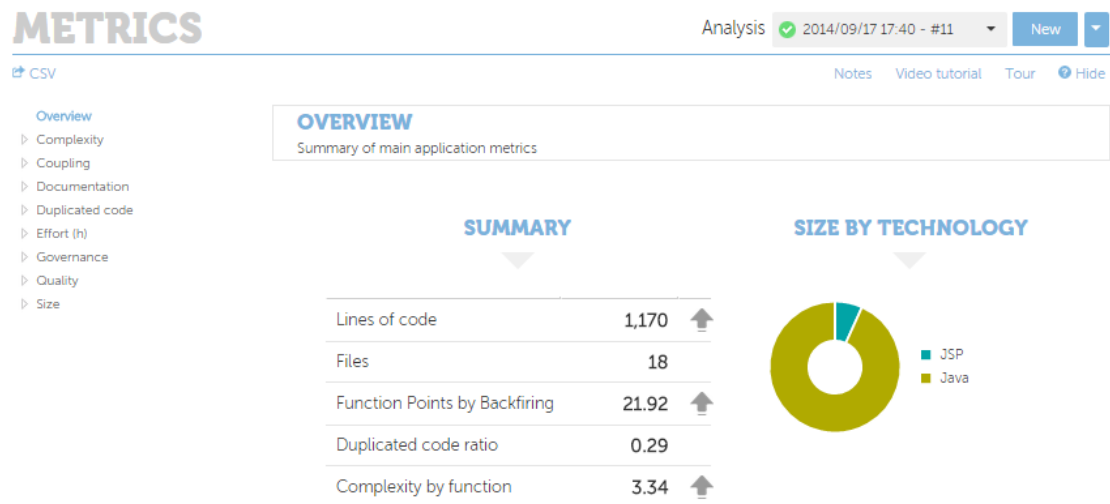 METRICS
Analysis 2014/09/17 17:40 - #11 New
CSV
Notes Video tutorial Tour Hide
Overview
Complexity
Coupling
Documentation
Duplicated code
Effort (h)
Governance
Quality
Size
OVERVIEW
Summary of main application metrics
SUMMARY
Lines of code 1,170
Files 18
Function Points by Backfiring 21.92
Duplicated code ratio 0.29
Complexity by function 3.34
SIZE BY TECHNOLOGY
JSP
Java